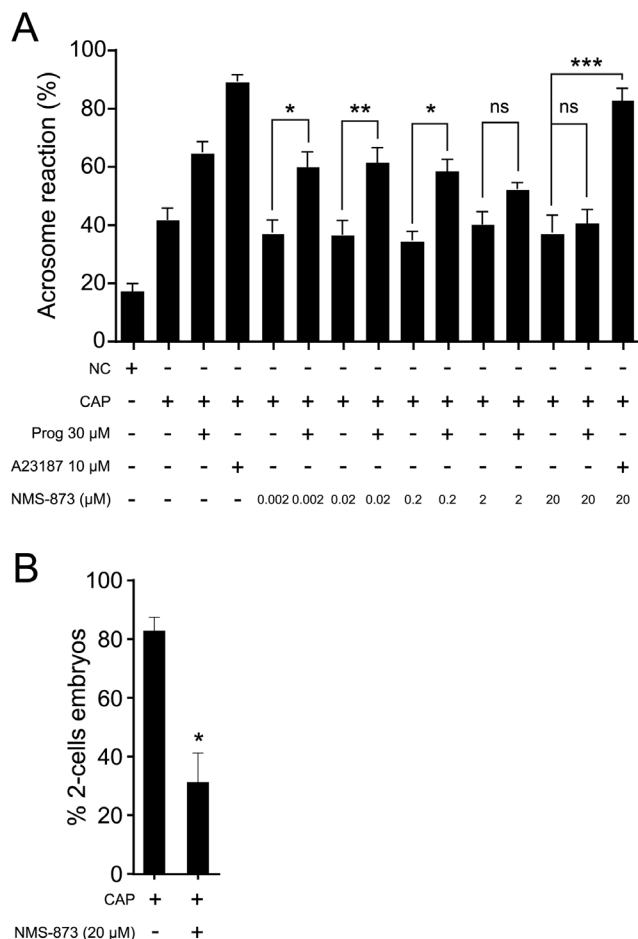 A
100
80
60
40
20
0
Acrosome reaction (%)
* ** * ns ns ***
NC + - - - - - - - - - - - - - -
CAP - + + + + + + + + + + + + + +
Prog 30 µM - - + - - + - + - + - + - + -
A23187 10 µM - - - + - - - - - - - - - - +
NMS-873 (µM) - - - - 0.002 0.002 0.02 0.02 0.2 0.2 2 2 20 20 20
B
100
80
60
40
20
0
% 2-cells embryos
*
CAP + +
NMS-873 (20 µM) - +